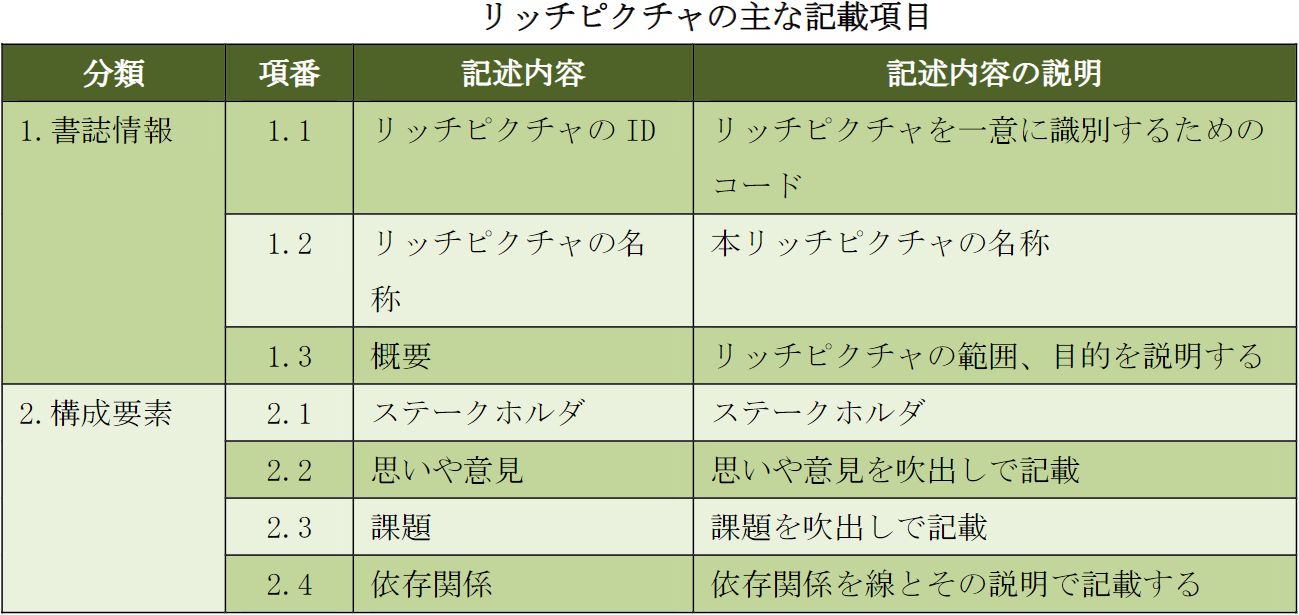 リッチピクチャの主な記載項目
分類 項番 記述内容 記述内容の説明
1.書誌情報 1.1 リッチピクチャの ID リッチピクチャを一意に識別するための
コード
1.2 リッチピクチャの名 本リッチピクチャの名称
称
1.3 概要 リッチピクチャの範囲、目的を説明する
2.構成要素 2.1 ステークホルダ ステークホルダ
2.2 思いや意見 思いや意見を吹出しで記載
2.3 課題 課題を吹出しで記載
2.4 依存関係 依存関係を線とその説明で記載する